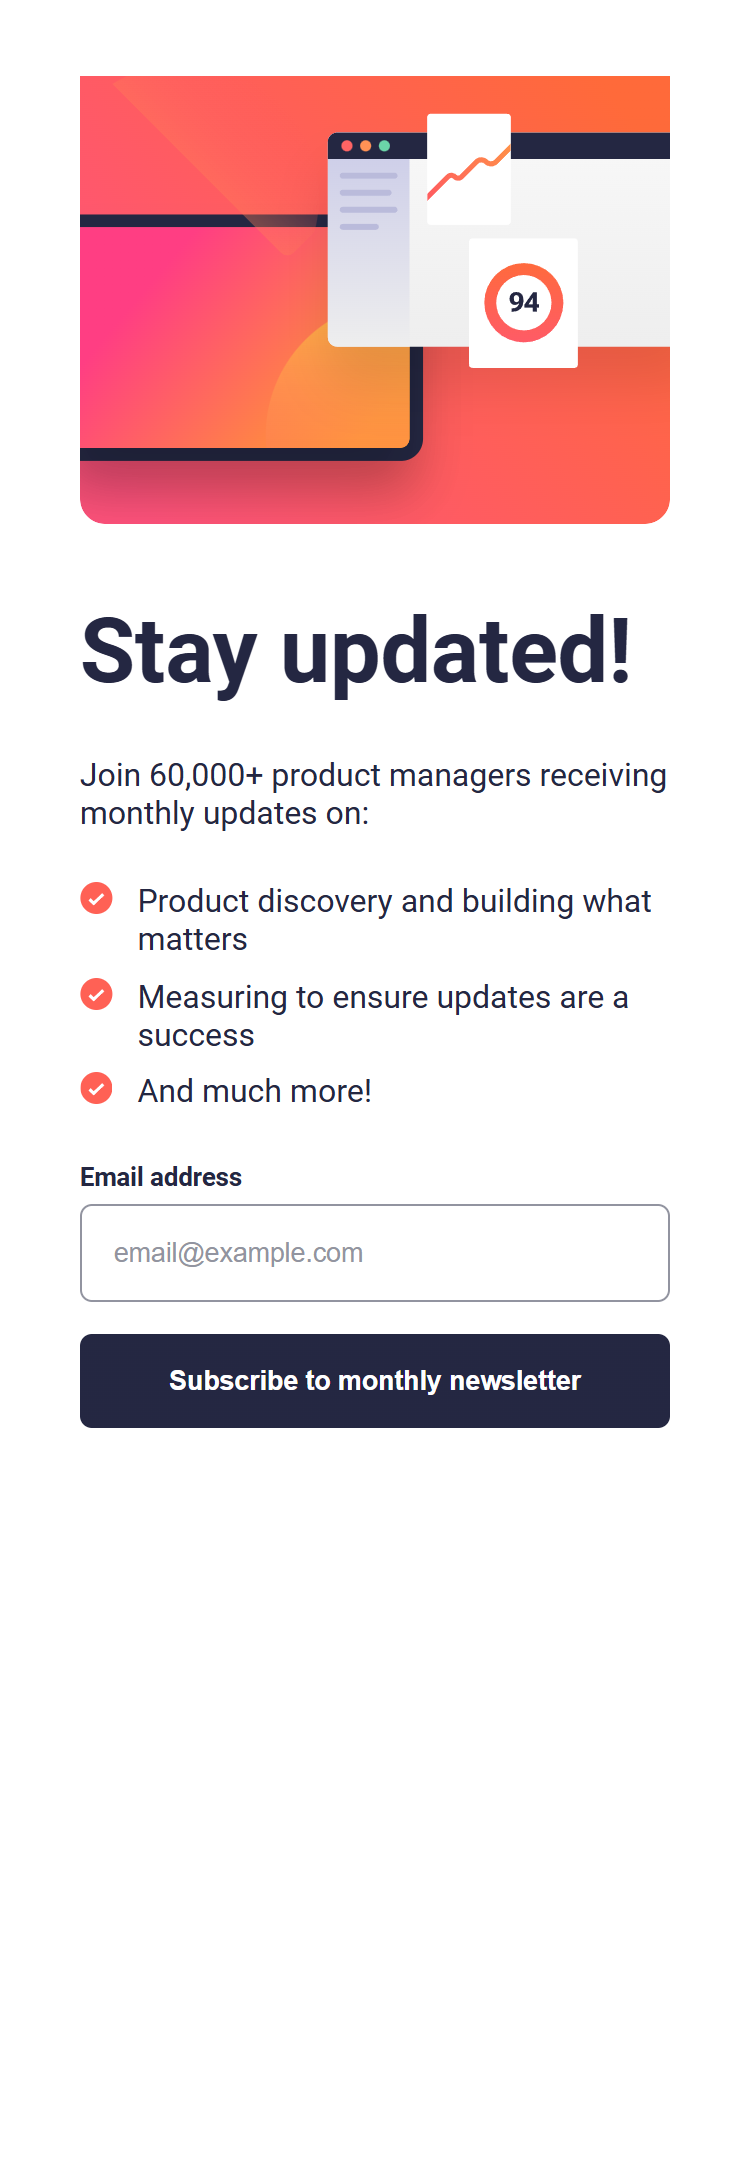 94
Stay updated!
Join 60,000+ product managers receiving
monthly updates on:
Product discovery and building what
matters
Measuring to ensure updates are a
success
And much more!
Email address
email@example.com
Subscribe to monthly newsletter